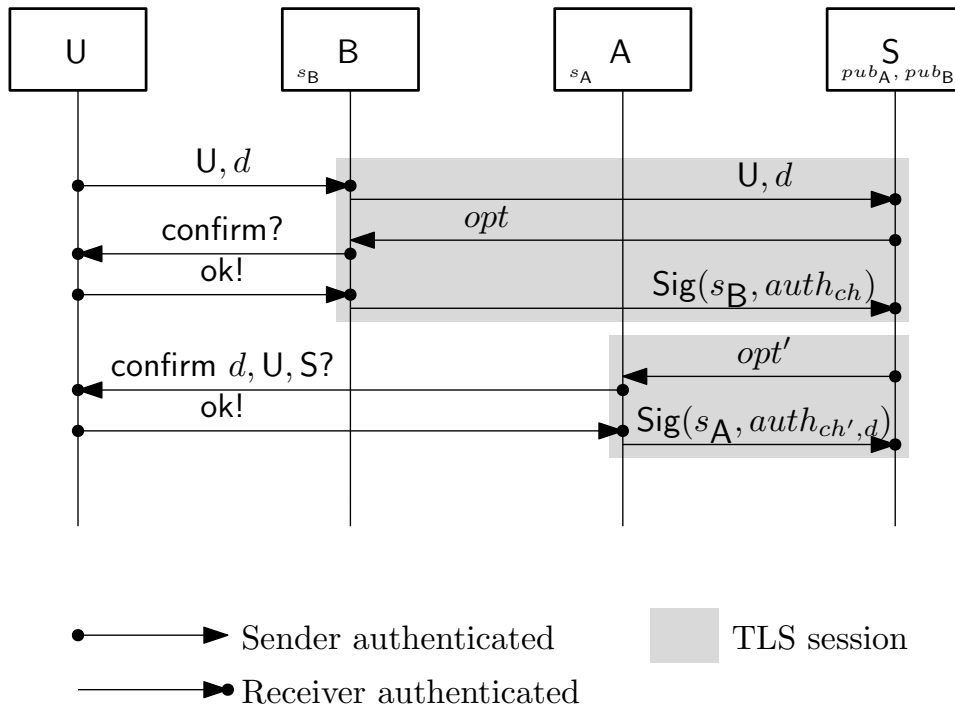 U
B
s_B
A
s_A
S
pub_A, pub_B
U, d
U, d
opt
confirm?
ok!
Sig(s_B, auth_ch)
opt′
confirm d, U, S?
ok!
Sig(s_A, auth_ch′,d)
Sender authenticated
TLS session
Receiver authenticated